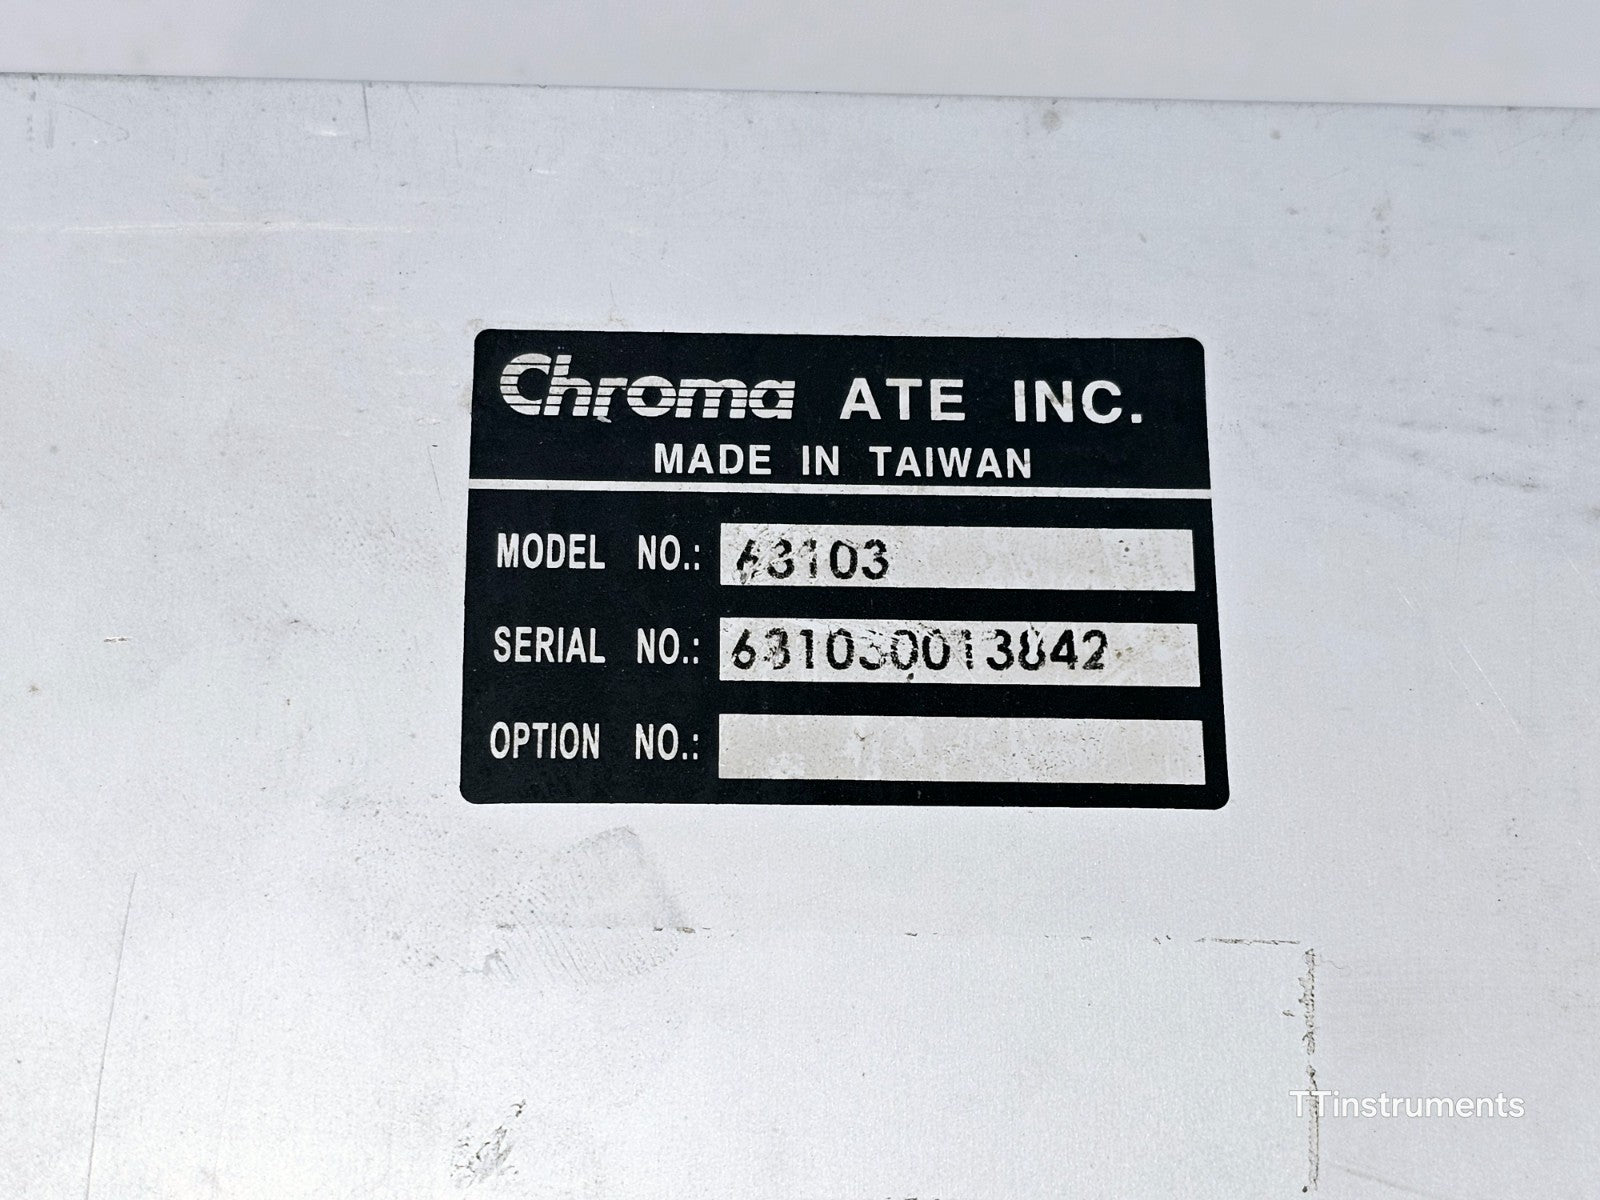 Chroma ATE INC.
MADE IN TAIWAN
MODEL NO.: 63103
SERIAL NO.: 631030013842
OPTION NO.:
TTinstruments